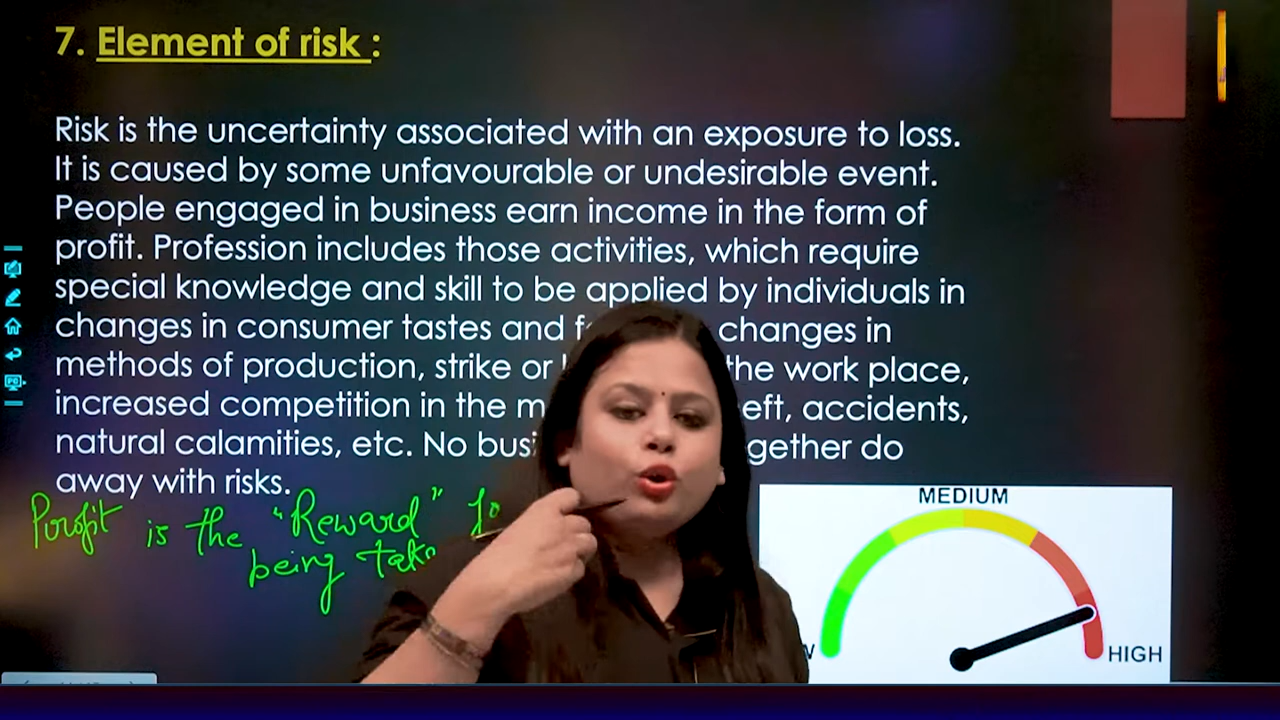 7. Element of risk :
Risk is the uncertainty associated with an exposure to loss.
It is caused by some unfavourable or undesirable event.
People engaged in business earn income in the form of
profit. Profession includes those activities, which require
special knowledge and skill to be applied by individuals in
changes in consumer tastes and changes in
methods of production, strike or the work place,
increased competition in the accidents,
natural calamities, etc. No do
away with risks.
Profit is the "Reward"
being
MEDIUM
HIGH